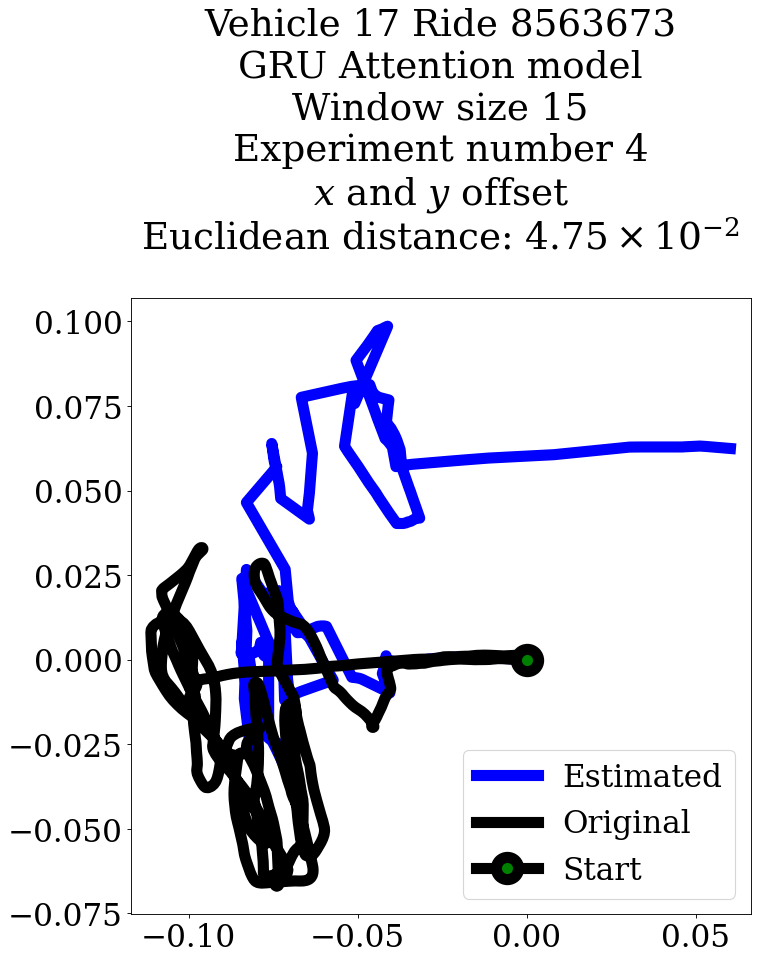 Vehicle 17 Ride 8563673
GRU Attention model
Window size 15
Experiment number 4
x and y offset
Euclidean distance: 4.75 × 10⁻²
0.100
0.075
0.050
0.025
0.000
−0.025
−0.050
−0.075
Estimated
Original
Start
−0.10
−0.05
0.00
0.05